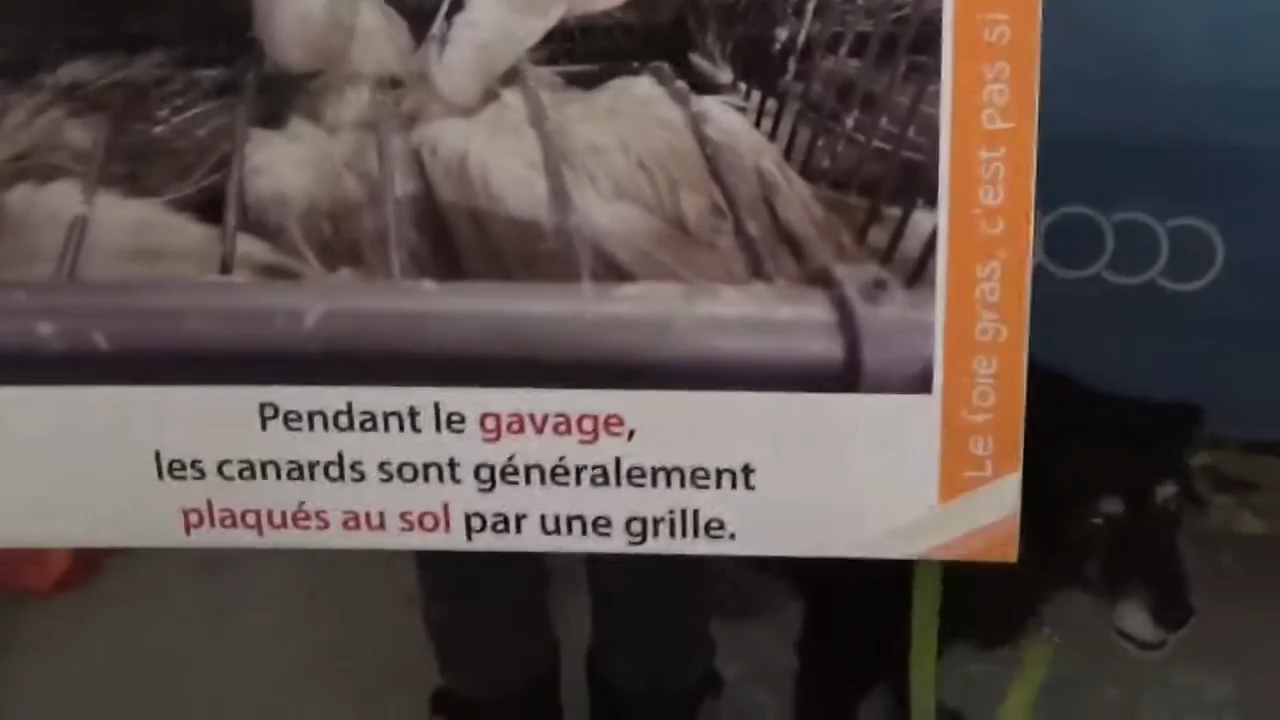 Pendant le gavage,
les canards sont généralement
plaqués au sol par une grille.
Le foie gras, c'est pas si